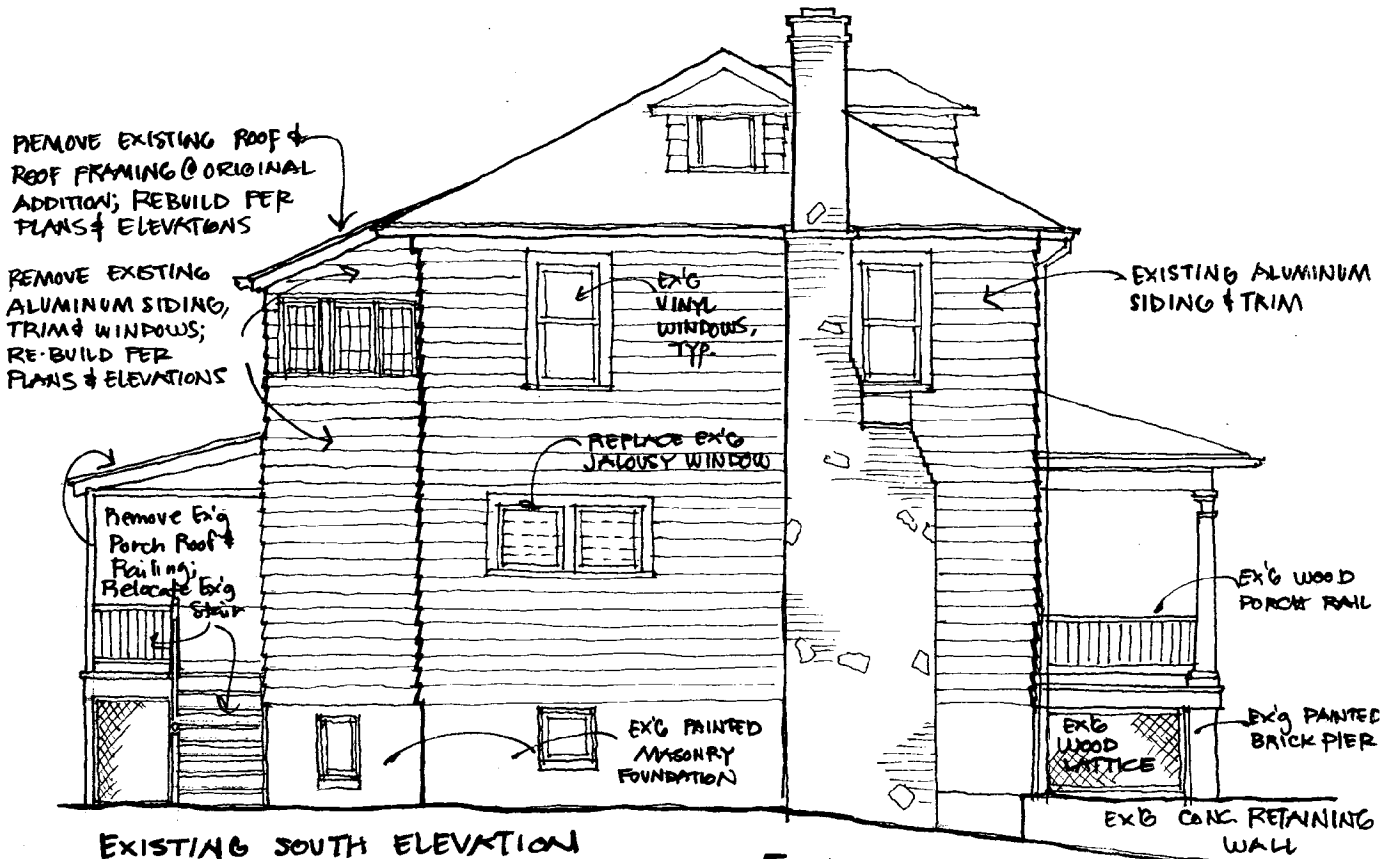 REMOVE EXISTING ROOF &
ROOF FRAMING @ ORIGINAL
ADDITION; REBUILD PER
PLANS & ELEVATIONS
REMOVE EXISTING
ALUMINUM SIDING,
TRIM & WINDOWS;
RE-BUILD PER
PLANS & ELEVATIONS
EX'G
VINYL
WINDOWS,
TYP.
EXISTING ALUMINUM
SIDING & TRIM
REPLACE EX'G
JALOUSY WINDOW
Remove Ex'g
Porch Roof &
Railing;
Relocate Ex'g
Stair
EX'G WOOD
PORCH RAIL
EX'G PAINTED
MASONRY
FOUNDATION
EX'G
WOOD
LATTICE
Ex'g PAINTED
BRICK PIER
EX'G CONC. RETAINING
WALL
EXISTING SOUTH ELEVATION